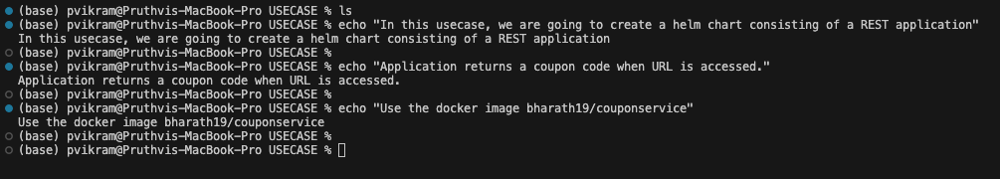 (base) pvikram@Pruthvis-MacBook-Pro USECASE % ls
(base) pvikram@Pruthvis-MacBook-Pro USECASE % echo "In this usecase, we are going to create a helm chart consisting of a REST application"
In this usecase, we are going to create a helm chart consisting of a REST application
(base) pvikram@Pruthvis-MacBook-Pro USECASE %
(base) pvikram@Pruthvis-MacBook-Pro USECASE % echo "Application returns a coupon code when URL is accessed."
Application returns a coupon code when URL is accessed.
(base) pvikram@Pruthvis-MacBook-Pro USECASE %
(base) pvikram@Pruthvis-MacBook-Pro USECASE % echo "Use the docker image bharath19/couponservice"
Use the docker image bharath19/couponservice
(base) pvikram@Pruthvis-MacBook-Pro USECASE %
(base) pvikram@Pruthvis-MacBook-Pro USECASE %